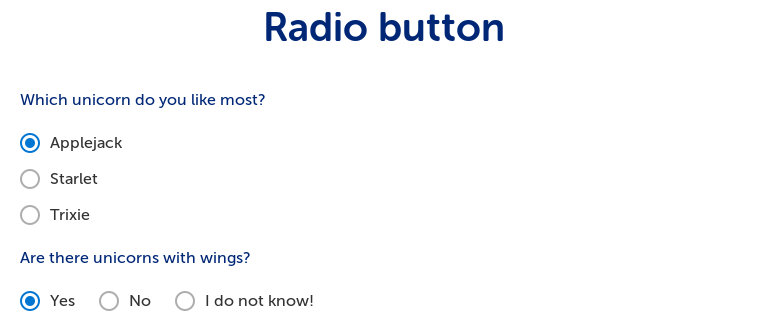 Radio button
Which unicorn do you like most?
Applejack
Starlet
Trixie
Are there unicorns with wings?
Yes No I do not know!